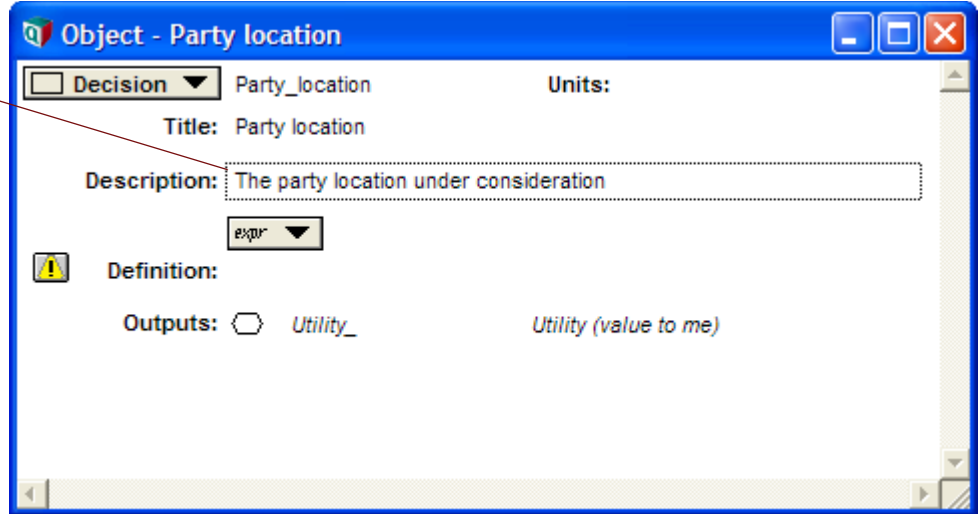 Object - Party location
Decision Party_location Units:
Title: Party location
Description: The party location under consideration
expr
Definition:
Outputs: Utility_ Utility (value to me)